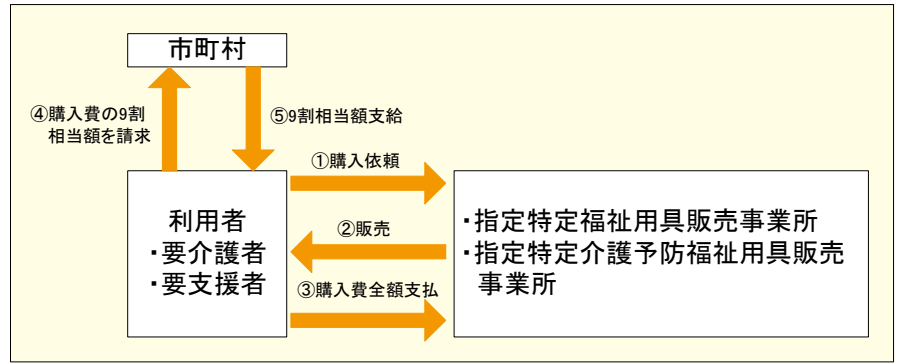 市町村
④購入費の9割
相当額を請求
⑤9割相当額支給
①購入依頼
利用者
・要介護者
・要支援者
②販売
③購入費全額支払
・指定特定福祉用具販売事業所
・指定特定介護予防福祉用具販売
事業所